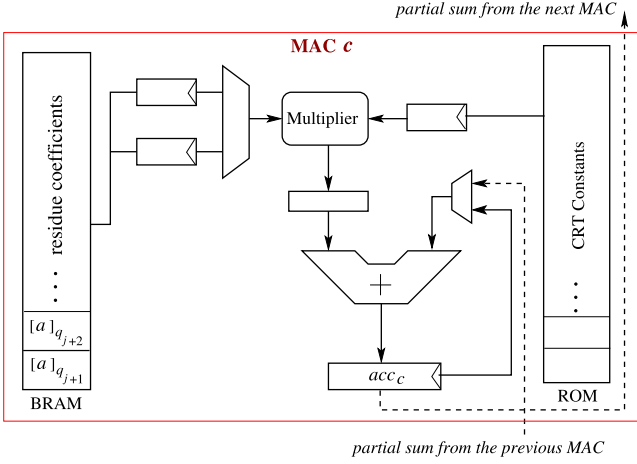 partial sum from the next MAC
MAC c
residue coefficients
Multiplier
CRT Constants
+
. . .
. . .
[a]q_{j+2}
[a]q_{j+1}
acc_c
BRAM
ROM
partial sum from the previous MAC